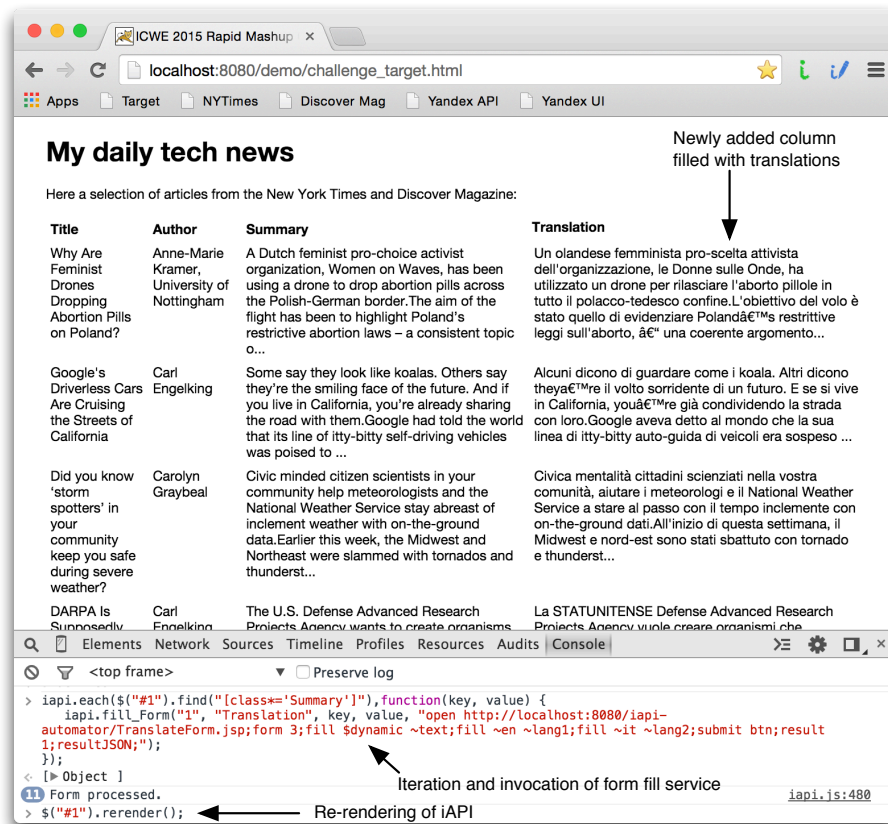 ICWE 2015 Rapid Mashup
localhost:8080/demo/challenge_target.html
Apps Target NYTimes Discover Mag Yandex API Yandex UI
Newly added column
filled with translations
My daily tech news
Here a selection of articles from the New York Times and Discover Magazine:
Title Author Summary Translation
Why Are
Feminist
Drones
Dropping
Abortion Pills
on Poland?
Anne-Marie
Kramer,
University of
Nottingham
A Dutch feminist pro-choice activist
organization, Women on Waves, has been
using a drone to drop abortion pills across
the Polish-German border.The aim of the
flight has been to highlight Poland's
restrictive abortion laws – a consistent topic
o...
Un olandese femminista pro-scelta attivista
dell'organizzazione, le Donne sulle Onde, ha
utilizzato un drone per rilasciare l'aborto pillole in
tutto il polacco-tedesco confine.L'obiettivo del volo è
stato quello di evidenziare Polandâ€™s restrittive
leggi sull'aborto, â€“ una coerente argomento...
Google's
Driverless Cars
Are Cruising
the Streets of
California
Carl
Engelking
Some say they look like koalas. Others say
they're the smiling face of the future. And if
you live in California, you're already sharing
the road with them.Google had told the world
that its line of itty-bitty self-driving vehicles
was poised to ...
Alcuni dicono di guardare come i koala. Altri dicono
theya€™re il volto sorridente di un futuro. E se si vive
in California, youâ€™re già condividendo la strada
con loro.Google aveva detto al mondo che la sua
linea di itty-bitty auto-guida di veicoli era sospeso ...
Did you know
‘storm
spotters’ in
your
community
keep you safe
during severe
weather?
Carolyn
Graybeal
Civic minded citizen scientists in your
community help meteorologists and the
National Weather Service stay abreast of
inclement weather with on-the-ground
data.Earlier this week, the Midwest and
Northeast were slammed with tornados and
thunderst...
Civica mentalità cittadini scienziati nella vostra
comunità, aiutare i meteorologi e il National Weather
Service a stare al passo con il tempo inclemente con
on-the-ground dati.All'inizio di questa settimana, il
Midwest e nord-est sono stati sbattuto con tornado
e thunderst...
DARPA Is
Supposedly
Carl
Engelking
The U.S. Defense Advanced Research
Projects Agency wants to create organisms
La STATUNITENSE Defense Advanced Research
Projects Agency vuole creare organismi che
Elements Network Sources Timeline Profiles Resources Audits Console
<top frame> Preserve log
iapi.each($("#1").find("[class*='Summary']"),function(key, value) {
iapi.fill_Form("1", "Translation", key, value, "open http://localhost:8080/iapi-
automator/TranslateForm.jsp;form 3;fill $dynamic ~text;fill ~en ~lang1;fill ~it ~lang2;submit btn;result
1;resultJSON;");
});
[▶ Object ]
Iteration and invocation of form fill service
11 Form processed. iapi.js:480
> $("#1").rerender();
Re-rendering of iAPI